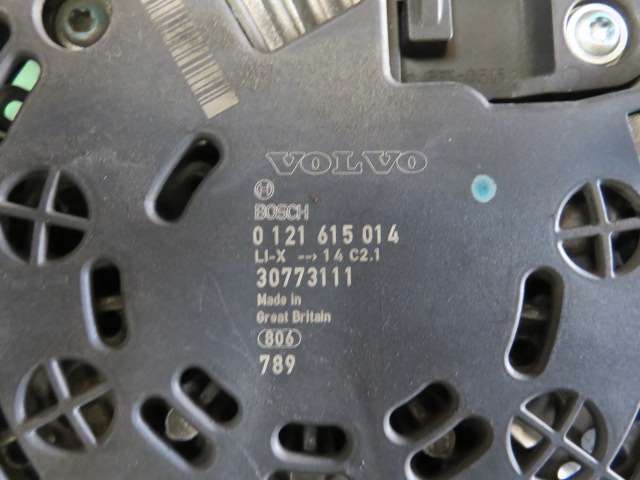 VOLVO
BOSCH
0 121 615 014
LI-X --> 14 C2.1
30773111
Made in
Great Britain
806
789